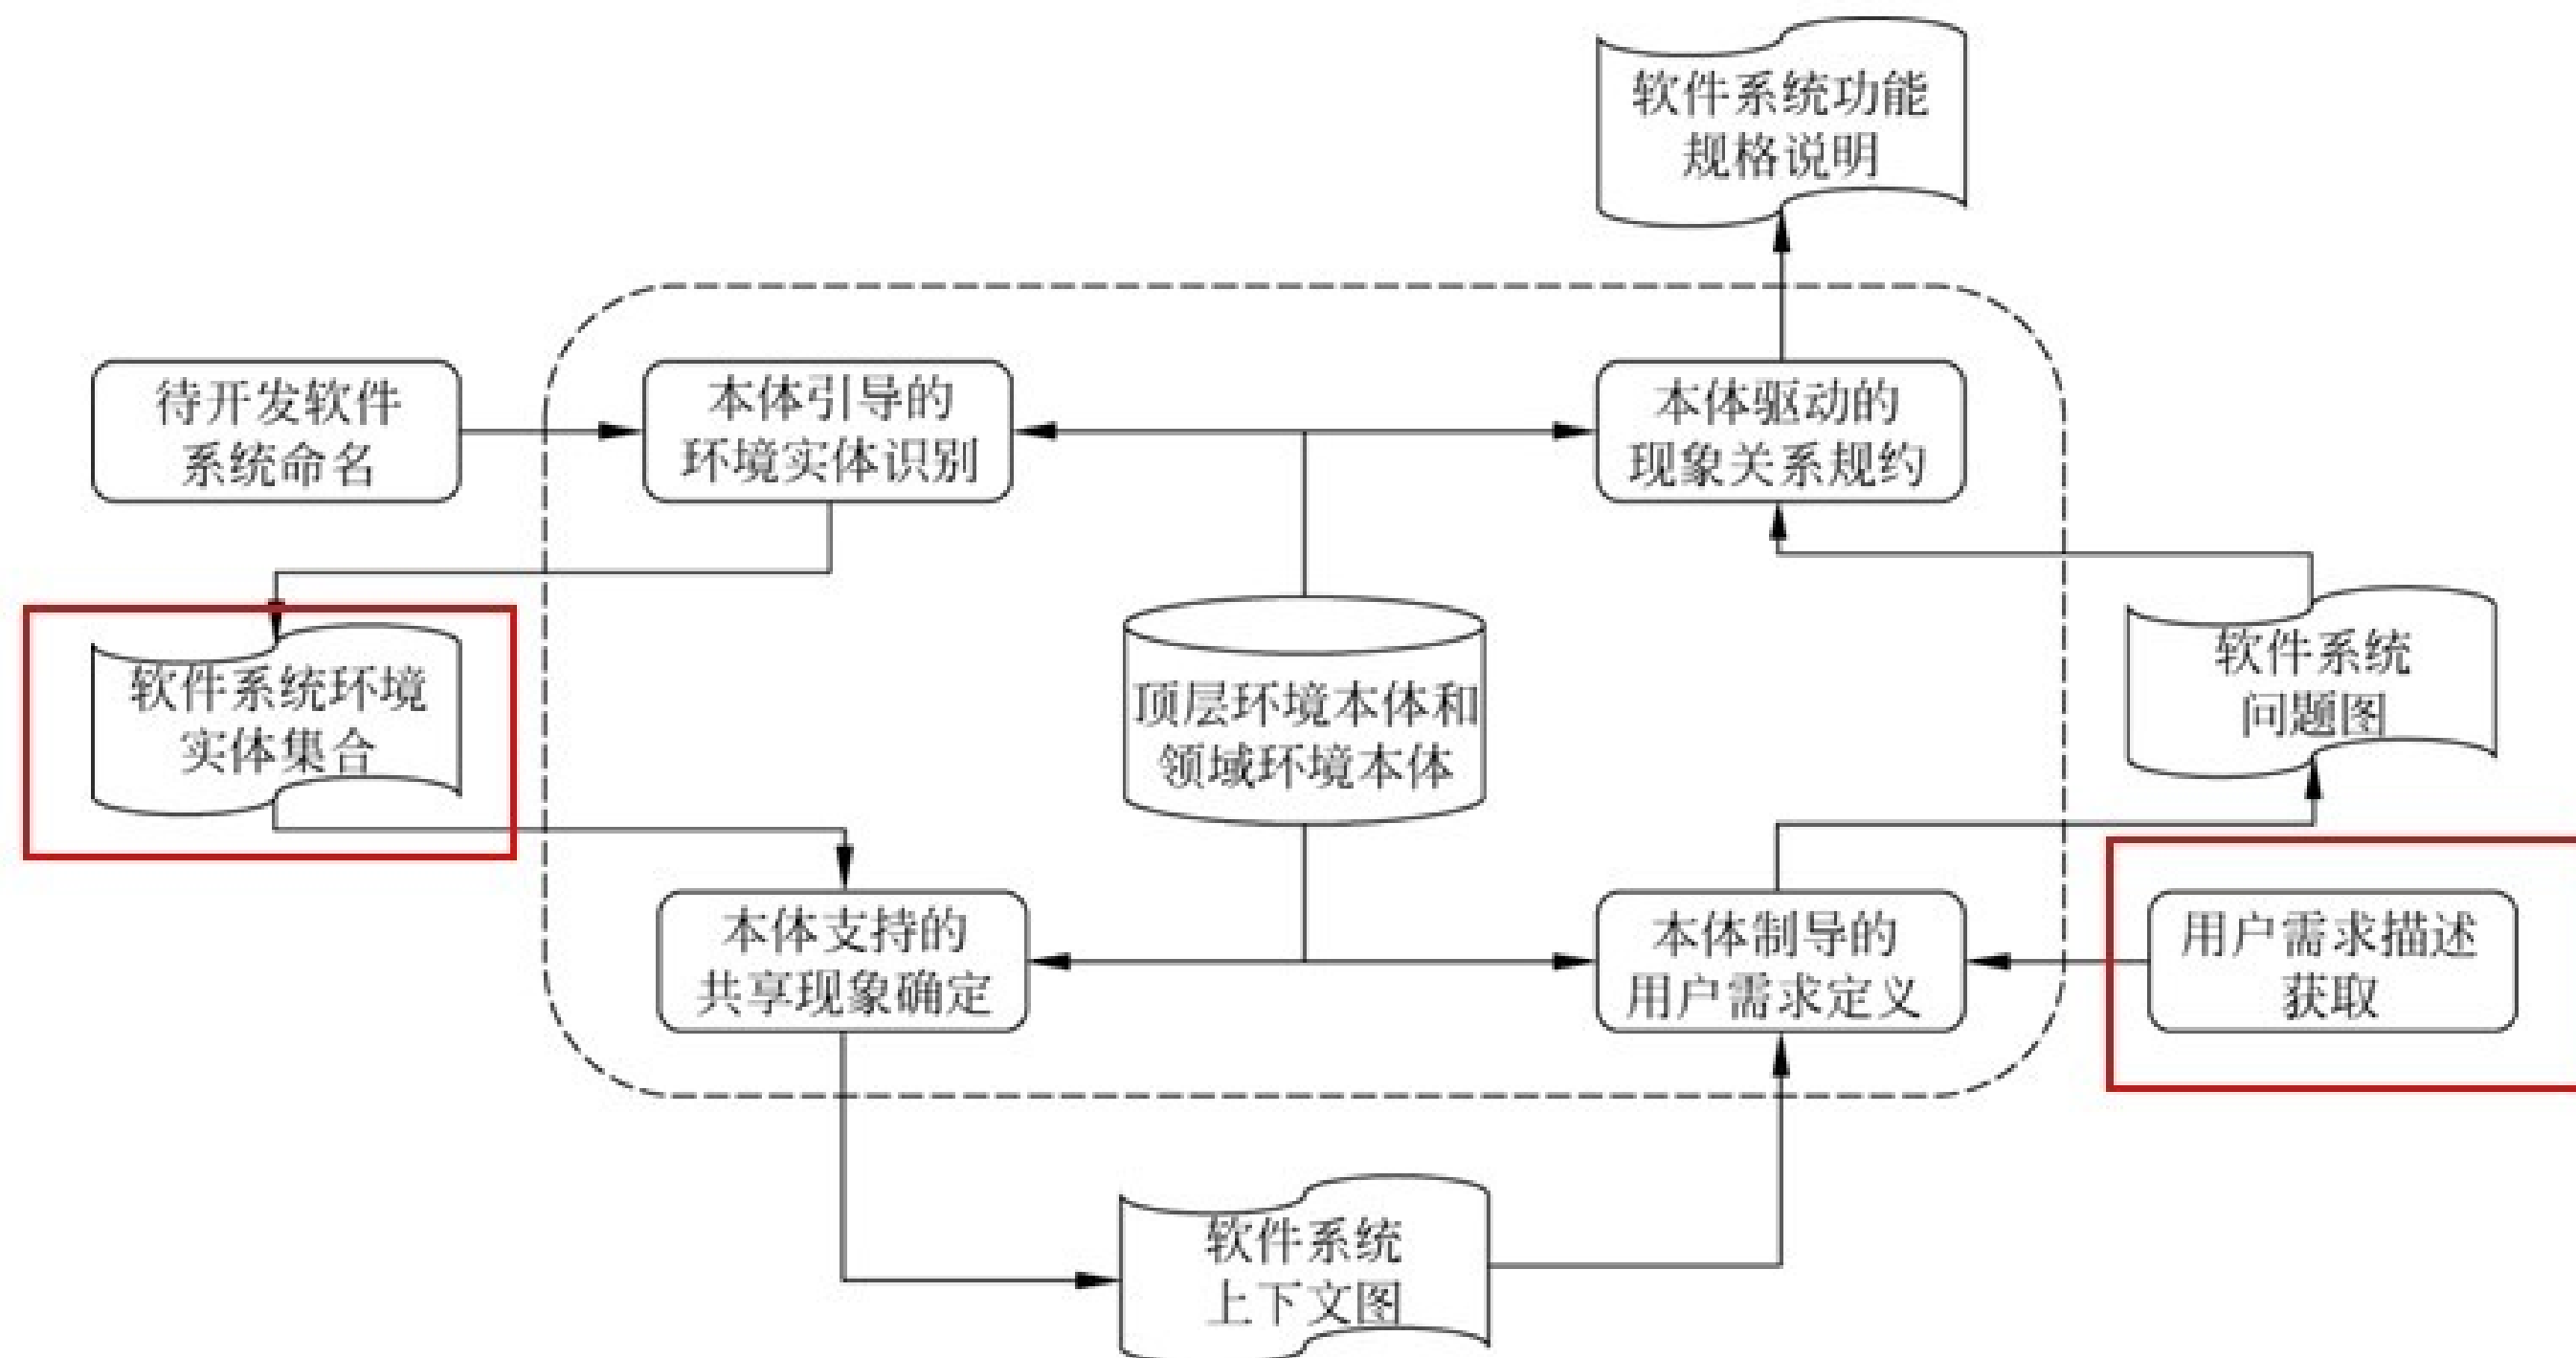 软件系统功能
规格说明
待开发软件
系统命名
本体引导的
环境实体识别
本体驱动的
现象关系规约
软件系统环境
实体集合
顶层环境本体和
领域环境本体
软件系统
问题图
本体支持的
共享现象确定
本体制导的
用户需求定义
用户需求描述
获取
软件系统
上下文图